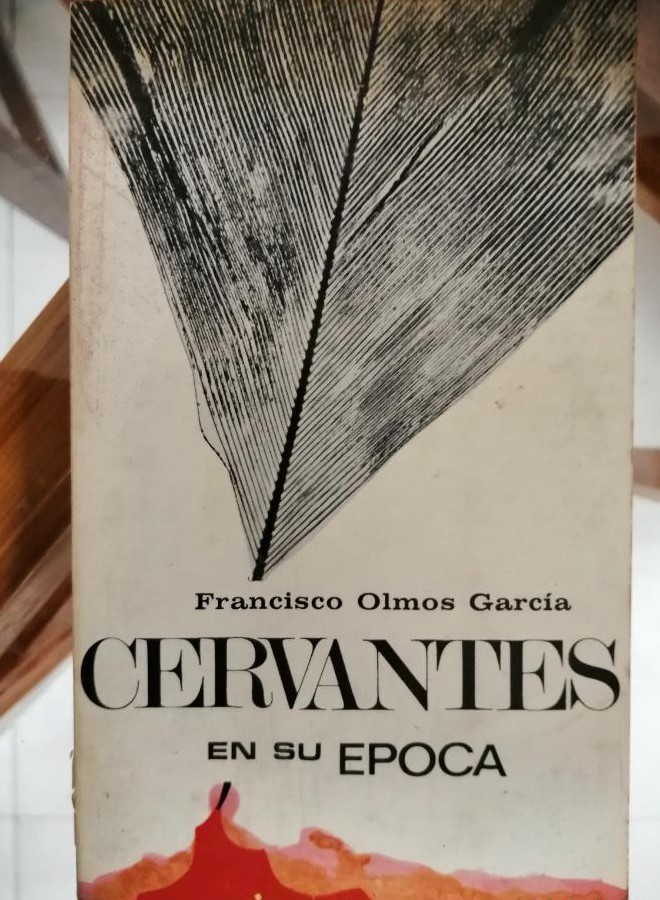 Francisco Olmos García
CERVANTES
EN SU EPOCA